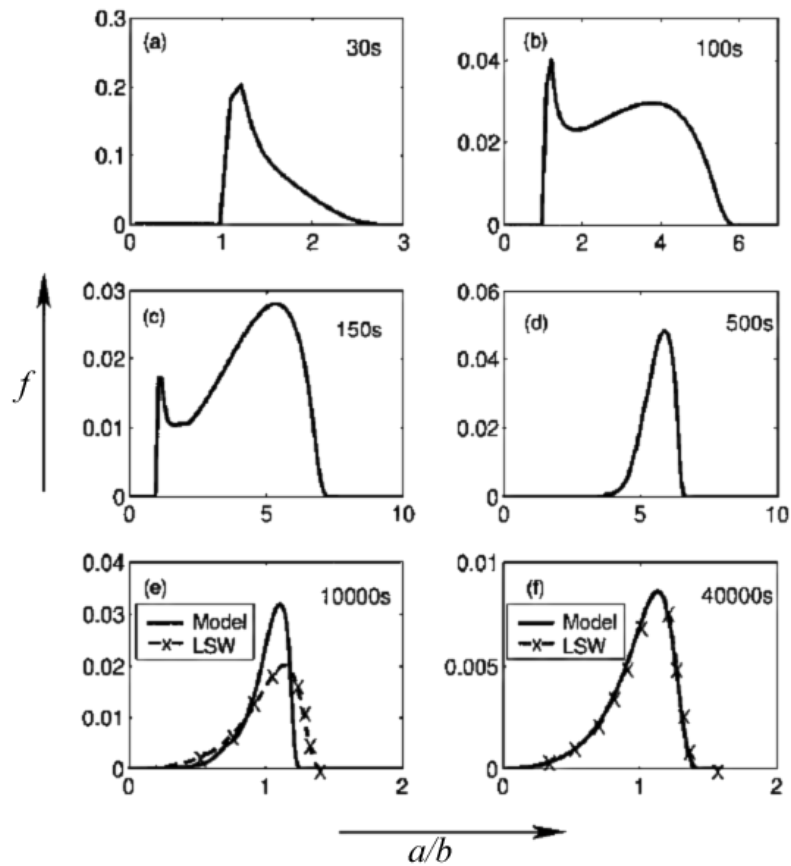 0.3
(a)
30s
0.2
0.1
0
0 1 2 3
(b)
100s
0.04
0.02
0
0 2 4 6
0.03
(c)
150s
0.02
0.01
0
0 5 10
0.06
(d)
500s
0.04
0.02
0
0 5 10
f
0.04
(e)
10000s
0.03
Model
LSW
0.02
0.01
0
0 1 2
0.01
(f)
40000s
Model
LSW
0.005
0
0 1 2
a/b